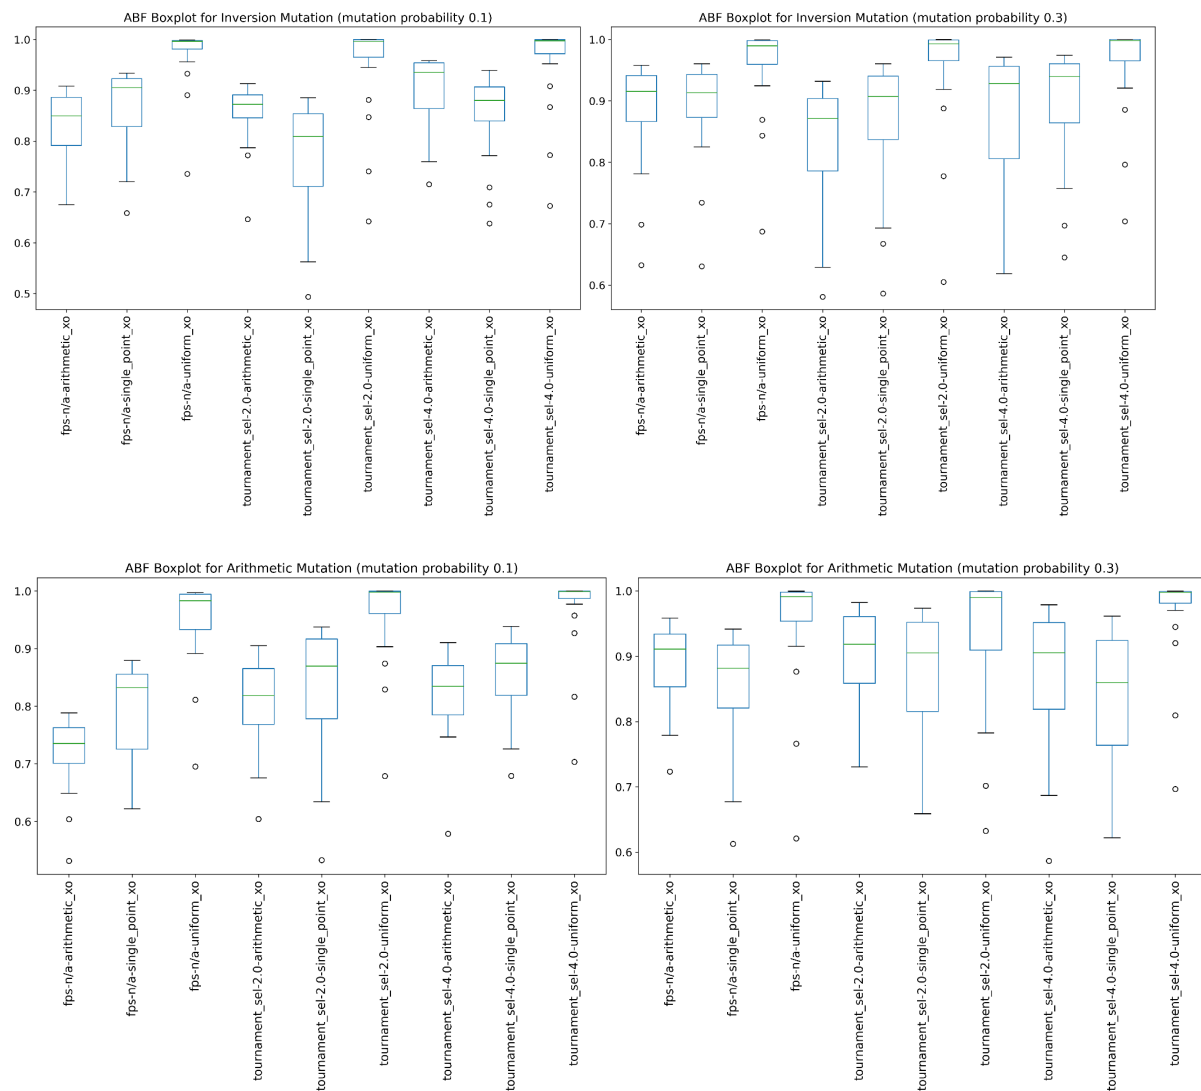 ABF Boxplot for Inversion Mutation (mutation probability 0.1)
1.0
0.9
0.8
0.7
0.6
0.5
fps-n/a-arithmetic_xo
fps-n/a-single_point_xo
fps-n/a-uniform_xo
tournament_sel-2.0-arithmetic_xo
tournament_sel-2.0-single_point_xo
tournament_sel-2.0-uniform_xo
tournament_sel-4.0-arithmetic_xo
tournament_sel-4.0-single_point_xo
tournament_sel-4.0-uniform_xo
ABF Boxplot for Inversion Mutation (mutation probability 0.3)
1.0
0.9
0.8
0.7
0.6
fps-n/a-arithmetic_xo
fps-n/a-single_point_xo
fps-n/a-uniform_xo
tournament_sel-2.0-arithmetic_xo
tournament_sel-2.0-single_point_xo
tournament_sel-2.0-uniform_xo
tournament_sel-4.0-arithmetic_xo
tournament_sel-4.0-single_point_xo
tournament_sel-4.0-uniform_xo
ABF Boxplot for Arithmetic Mutation (mutation probability 0.1)
1.0
0.9
0.8
0.7
0.6
fps-n/a-arithmetic_xo
fps-n/a-single_point_xo
fps-n/a-uniform_xo
tournament_sel-2.0-arithmetic_xo
tournament_sel-2.0-single_point_xo
tournament_sel-2.0-uniform_xo
tournament_sel-4.0-arithmetic_xo
tournament_sel-4.0-single_point_xo
tournament_sel-4.0-uniform_xo
ABF Boxplot for Arithmetic Mutation (mutation probability 0.3)
1.0
0.9
0.8
0.7
0.6
fps-n/a-arithmetic_xo
fps-n/a-single_point_xo
fps-n/a-uniform_xo
tournament_sel-2.0-arithmetic_xo
tournament_sel-2.0-single_point_xo
tournament_sel-2.0-uniform_xo
tournament_sel-4.0-arithmetic_xo
tournament_sel-4.0-single_point_xo
tournament_sel-4.0-uniform_xo